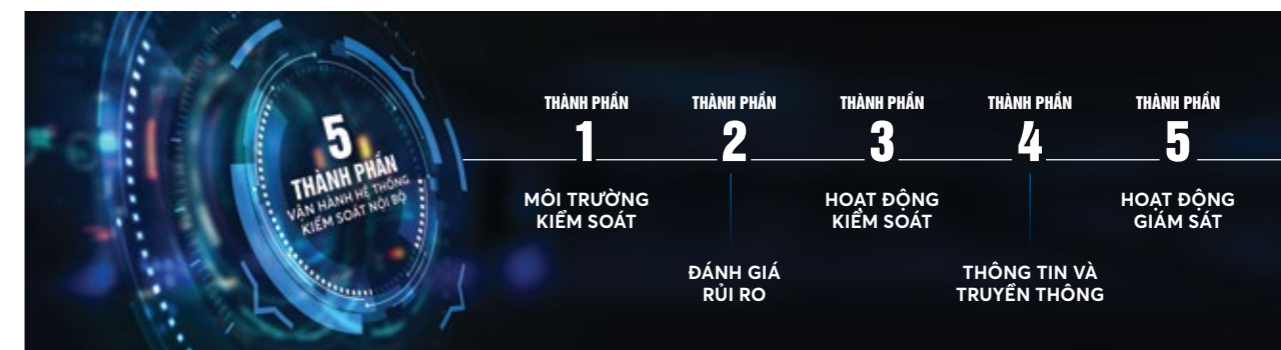 5
THÀNH PHẦN
VẬN HÀNH HỆ THỐNG
KIỂM SOÁT NỘI BỘ
THÀNH PHẦN
1
MÔI TRƯỜNG
KIỂM SOÁT
THÀNH PHẦN
2
ĐÁNH GIÁ
RỦI RO
THÀNH PHẦN
3
HOẠT ĐỘNG
KIỂM SOÁT
THÀNH PHẦN
4
THÔNG TIN VÀ
TRUYỀN THÔNG
THÀNH PHẦN
5
HOẠT ĐỘNG
GIÁM SÁT